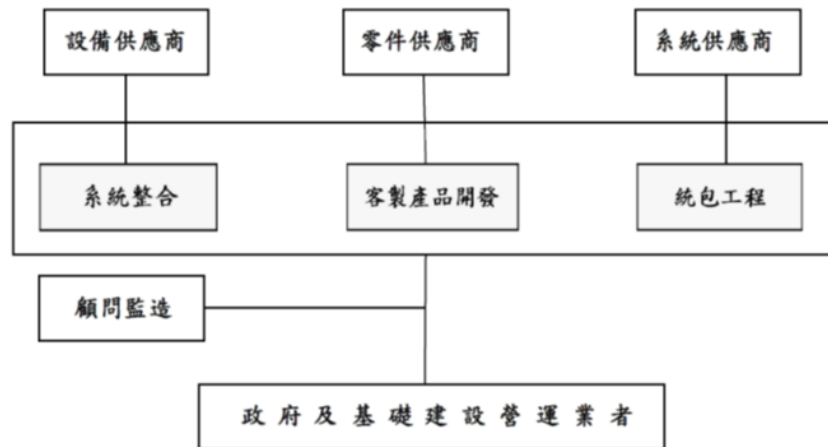 設備供應商
零件供應商
系統供應商
系統整合
客製產品開發
統包工程
顧問監造
政府及基礎建設營運業者